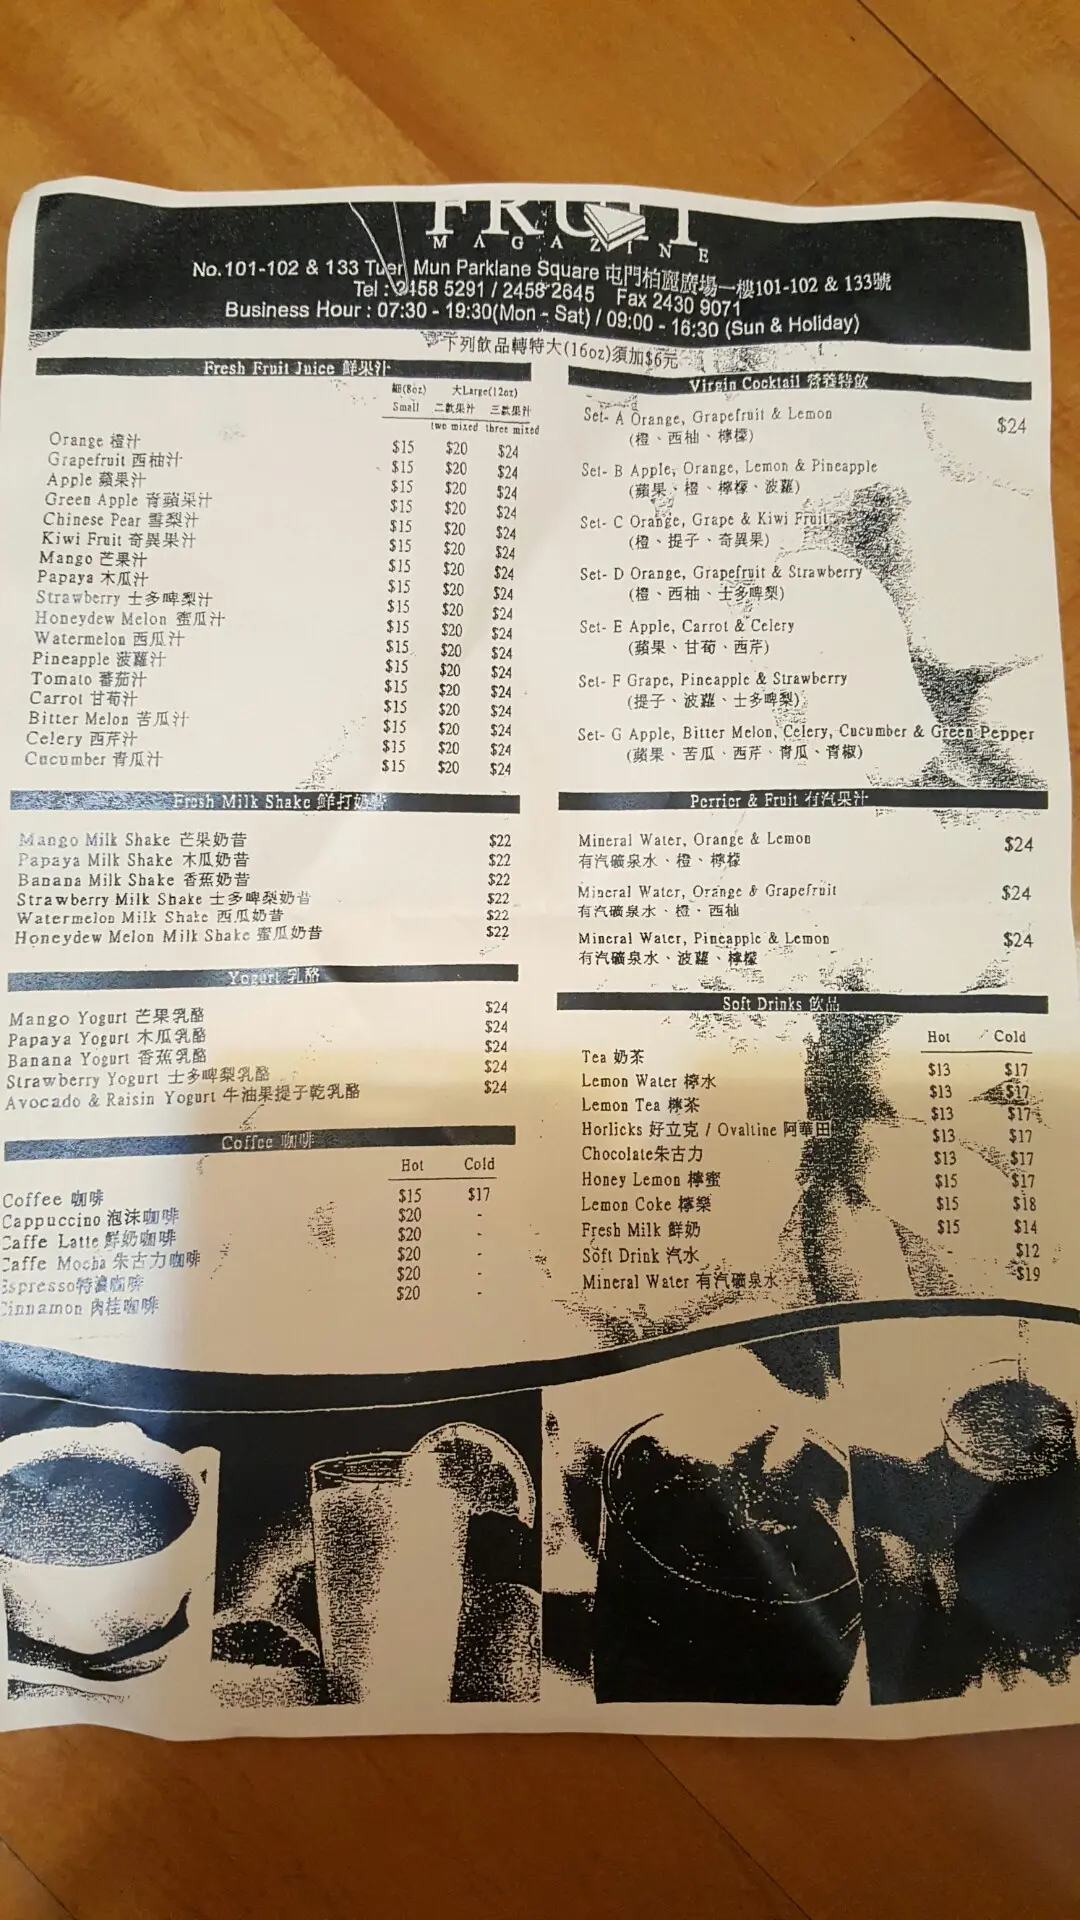 FRUIT
MAGAZINE
No.101-102 & 133 Tuen Mun Parklane Square 屯門栢麗廣場一樓101-102 & 133號
Tel : 2458 5291 / 2458 2645 Fax 2430 9071
Business Hour : 07:30 - 19:30(Mon - Sat) / 09:00 - 16:30 (Sun & Holiday)
下列飲品轉特大(16oz)須加$6元
Fresh Fruit Juice 鮮果汁
細(8oz) 大Large(12oz)
Small 二款果汁 三款果汁
two mixed three mixed
Orange 橙汁 $15 $20 $24
Grapefruit 西柚汁 $15 $20 $24
Apple 蘋果汁 $15 $20 $24
Green Apple 青蘋果汁 $15 $20 $24
Chinese Pear 雪梨汁 $15 $20 $24
Kiwi Fruit 奇異果汁 $15 $20 $24
Mango 芒果汁 $15 $20 $24
Papaya 木瓜汁 $15 $20 $24
Strawberry 士多啤梨汁 $15 $20 $24
Honeydew Melon 蜜瓜汁 $15 $20 $24
Watermelon 西瓜汁 $15 $20 $24
Pineapple 菠蘿汁 $15 $20 $24
Tomato 蕃茄汁 $15 $20 $24
Carrot 甘荀汁 $15 $20 $24
Bitter Melon 苦瓜汁 $15 $20 $24
Celery 西芹汁 $15 $20 $24
Cucumber 青瓜汁 $15 $20 $24
Fresh Milk Shake 鮮打奶昔
Mango Milk Shake 芒果奶昔 $22
Papaya Milk Shake 木瓜奶昔 $22
Banana Milk Shake 香蕉奶昔 $22
Strawberry Milk Shake 士多啤梨奶昔 $22
Watermelon Milk Shake 西瓜奶昔 $22
Honeydew Melon Milk Shake 蜜瓜奶昔 $22
Yogurt 乳酪
Mango Yogurt 芒果乳酪 $24
Papaya Yogurt 木瓜乳酪 $24
Banana Yogurt 香蕉乳酪 $24
Strawberry Yogurt 士多啤梨乳酪 $24
Avocado & Raisin Yogurt 牛油果提子乾乳酪 $24
Coffee 咖啡
Hot Cold
Coffee 咖啡 $15 $17
Cappuccino 泡沫咖啡 $20 -
Caffe Latte 鮮奶咖啡 $20 -
Caffe Mocha 朱古力咖啡 $20 -
Espresso特濃咖啡 $20 -
Cinnamon 肉桂咖啡 $20 -
Virgin Cocktail 營養特飲
Set- A Orange, Grapefruit & Lemon $24
(橙、西柚、檸檬)
Set- B Apple, Orange, Lemon & Pineapple
(蘋果、橙、檸檬、波蘿)
Set- C Orange, Grape & Kiwi Fruit
(橙、提子、奇異果)
Set- D Orange, Grapefruit & Strawberry
(橙、西柚、士多啤梨)
Set- E Apple, Carrot & Celery
(蘋果、甘荀、西芹)
Set- F Grape, Pineapple & Strawberry
(提子、波蘿、士多啤梨)
Set- G Apple, Bitter Melon, Celery, Cucumber & Green Pepper
(蘋果、苦瓜、西芹、青瓜、青椒)
Perrier & Fruit 有汽果汁
Mineral Water, Orange & Lemon $24
有汽礦泉水、橙、檸檬
Mineral Water, Orange & Grapefruit $24
有汽礦泉水、橙、西柚
Mineral Water, Pineapple & Lemon $24
有汽礦泉水、波蘿、檸檬
Soft Drinks 飲品
Hot Cold
Tea 奶茶 $13 $17
Lemon Water 檸水 $13 $17
Lemon Tea 檸茶 $13 $17
Horlicks 好立克 / Ovaltine 阿華田 $13 $17
Chocolate朱古力 $13 $17
Honey Lemon 檸蜜 $15 $17
Lemon Coke 檸樂 $15 $18
Fresh Milk 鮮奶 $15 $14
Soft Drink 汽水 - $12
Mineral Water 有汽礦泉水 - $19